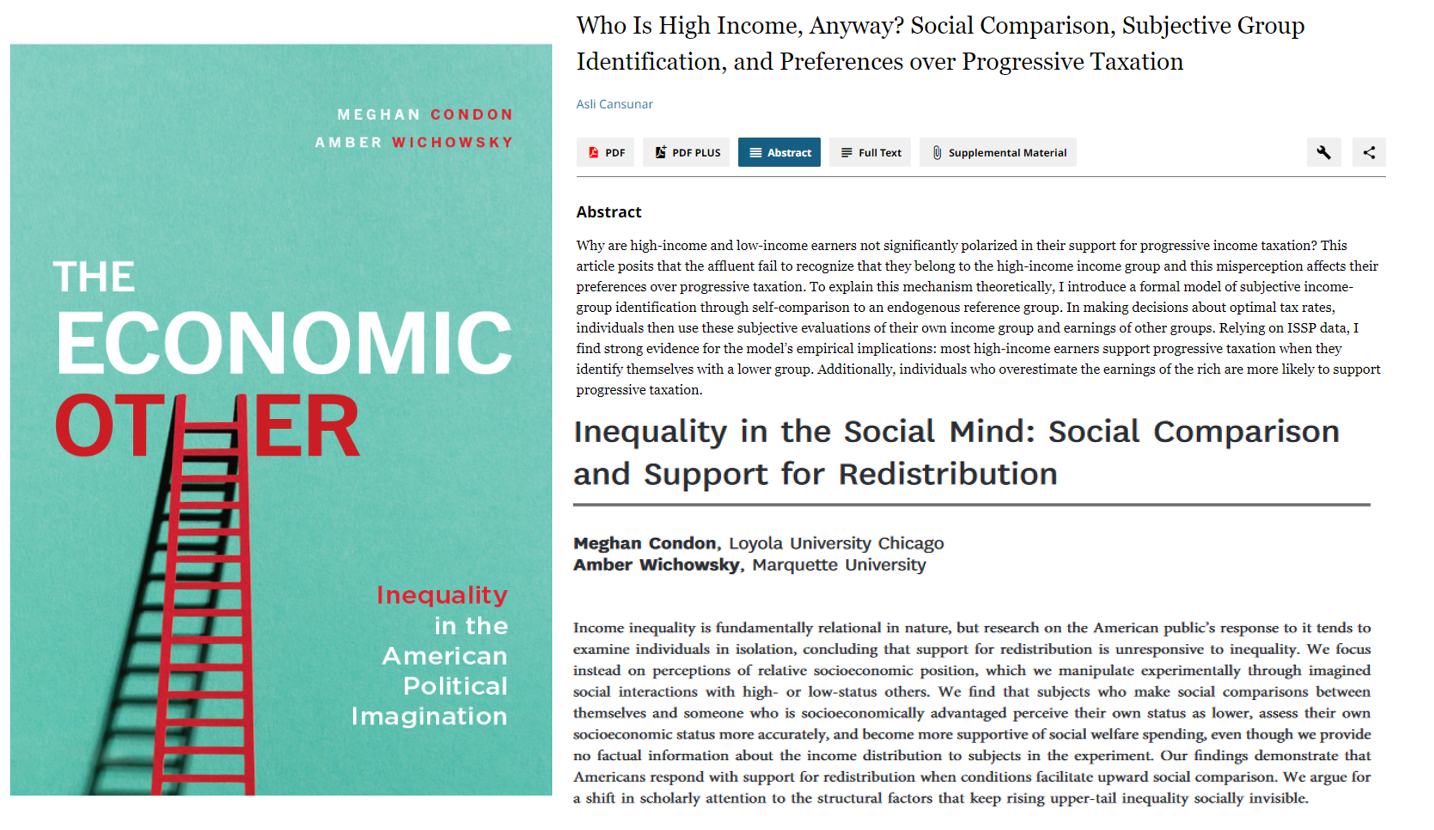 MEGHAN CONDON
AMBER WICHOWSKY
THE
ECONOMIC
OTHER
Inequality
in the
American
Political
Imagination
Who Is High Income, Anyway? Social Comparison, Subjective Group
Identification, and Preferences over Progressive Taxation
Asli Cansunar
PDF
PDF PLUS
Abstract
Full Text
Supplemental Material
Abstract
Why are high-income and low-income earners not significantly polarized in their support for progressive income taxation? This
article posits that the affluent fail to recognize that they belong to the high-income income group and this misperception affects their
preferences over progressive taxation. To explain this mechanism theoretically, I introduce a formal model of subjective income-
group identification through self-comparison to an endogenous reference group. In making decisions about optimal tax rates,
individuals then use these subjective evaluations of their own income group and earnings of other groups. Relying on ISSP data, I
find strong evidence for the model's empirical implications: most high-income earners support progressive taxation when they
identify themselves with a lower group. Additionally, individuals who overestimate the earnings of the rich are more likely to support
progressive taxation.
Inequality in the Social Mind: Social Comparison
and Support for Redistribution
Meghan Condon, Loyola University Chicago
Amber Wichowsky, Marquette University
Income inequality is fundamentally relational in nature, but research on the American public's response to it tends to
examine individuals in isolation, concluding that support for redistribution is unresponsive to inequality. We focus
instead on perceptions of relative socioeconomic position, which we manipulate experimentally through imagined
social interactions with high- or low-status others. We find that subjects who make social comparisons between
themselves and someone who is socioeconomically advantaged perceive their own status as lower, assess their own
socioeconomic status more accurately, and become more supportive of social welfare spending, even though we provide
no factual information about the income distribution to subjects in the experiment. Our findings demonstrate that
Americans respond with support for redistribution when conditions facilitate upward social comparison. We argue for
a shift in scholarly attention to the structural factors that keep rising upper-tail inequality socially invisible.